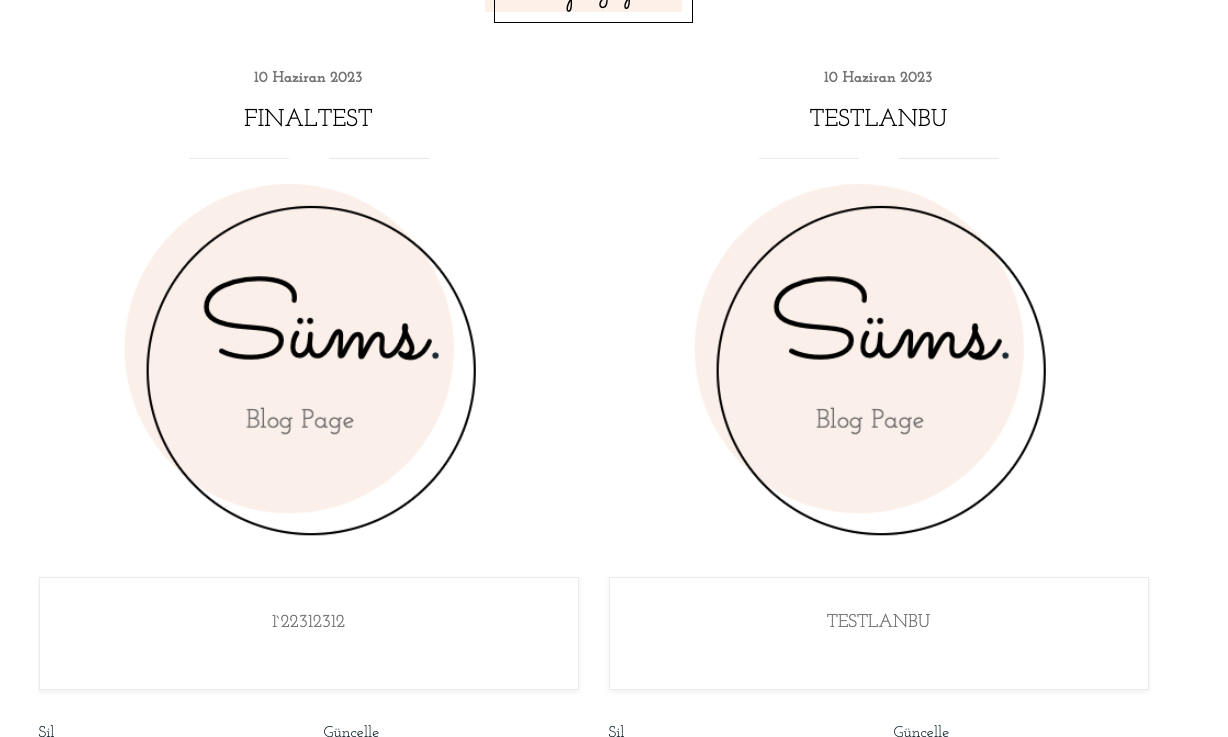 10 Haziran 2023
FINALTEST
Süms.
Blog Page
1`22312312
Sil
Güncelle
10 Haziran 2023
TESTLANBU
Süms.
Blog Page
TESTLANBU
Sil
Güncelle